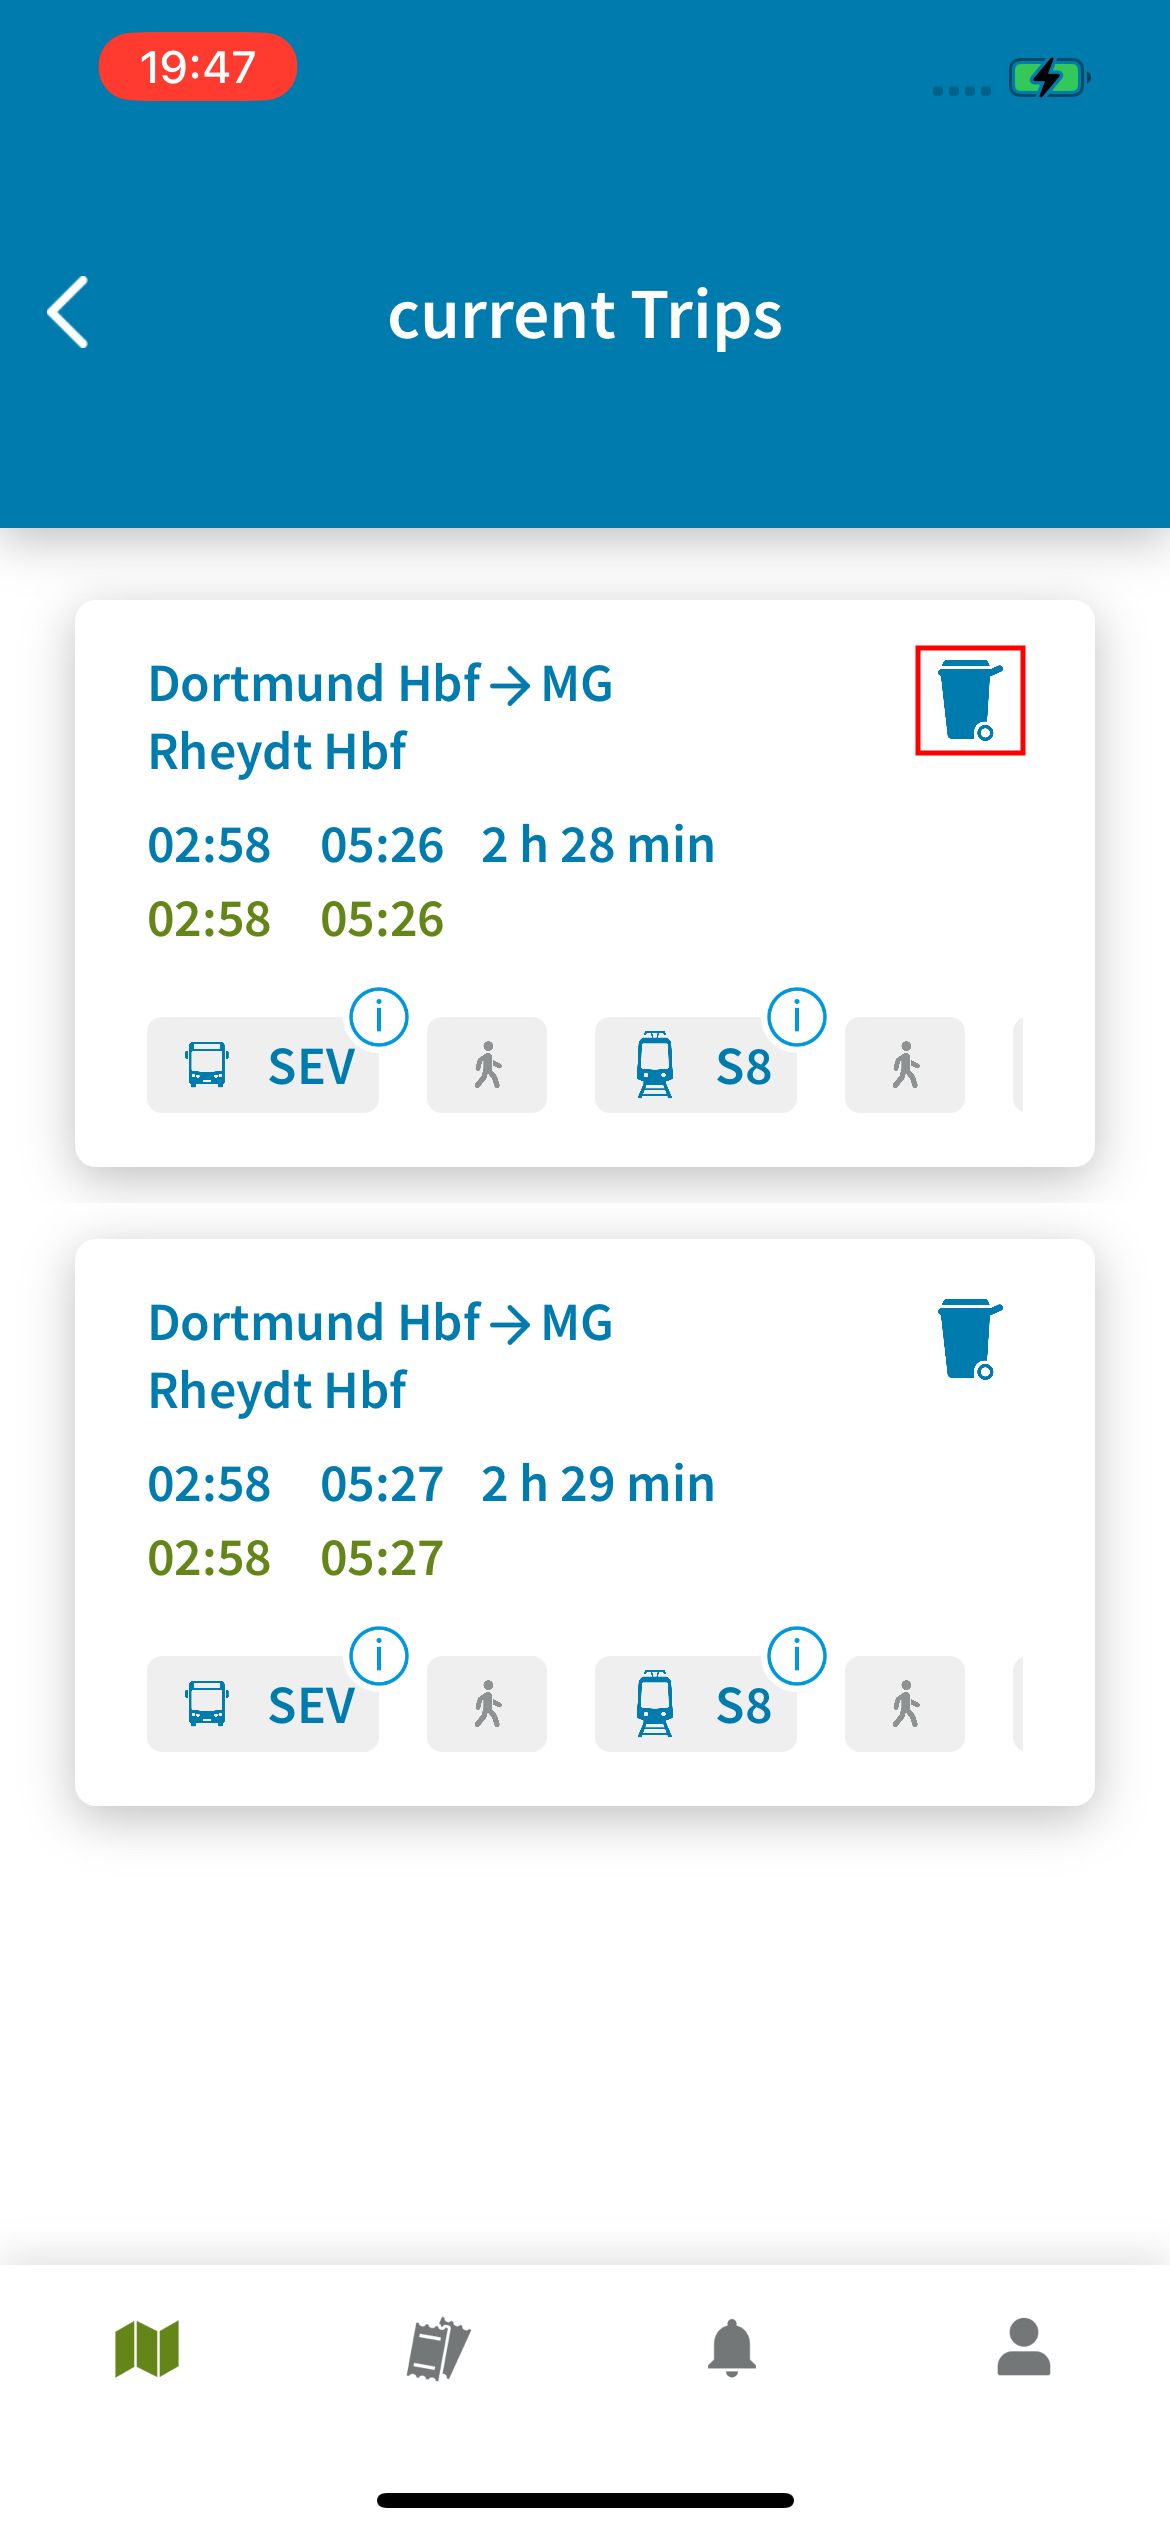 19:47
current Trips
Dortmund Hbf → MG
Rheydt Hbf
02:58 05:26 2 h 28 min
02:58 05:26
SEV i S8 i
Dortmund Hbf → MG
Rheydt Hbf
02:58 05:27 2 h 29 min
02:58 05:27
SEV i S8 i